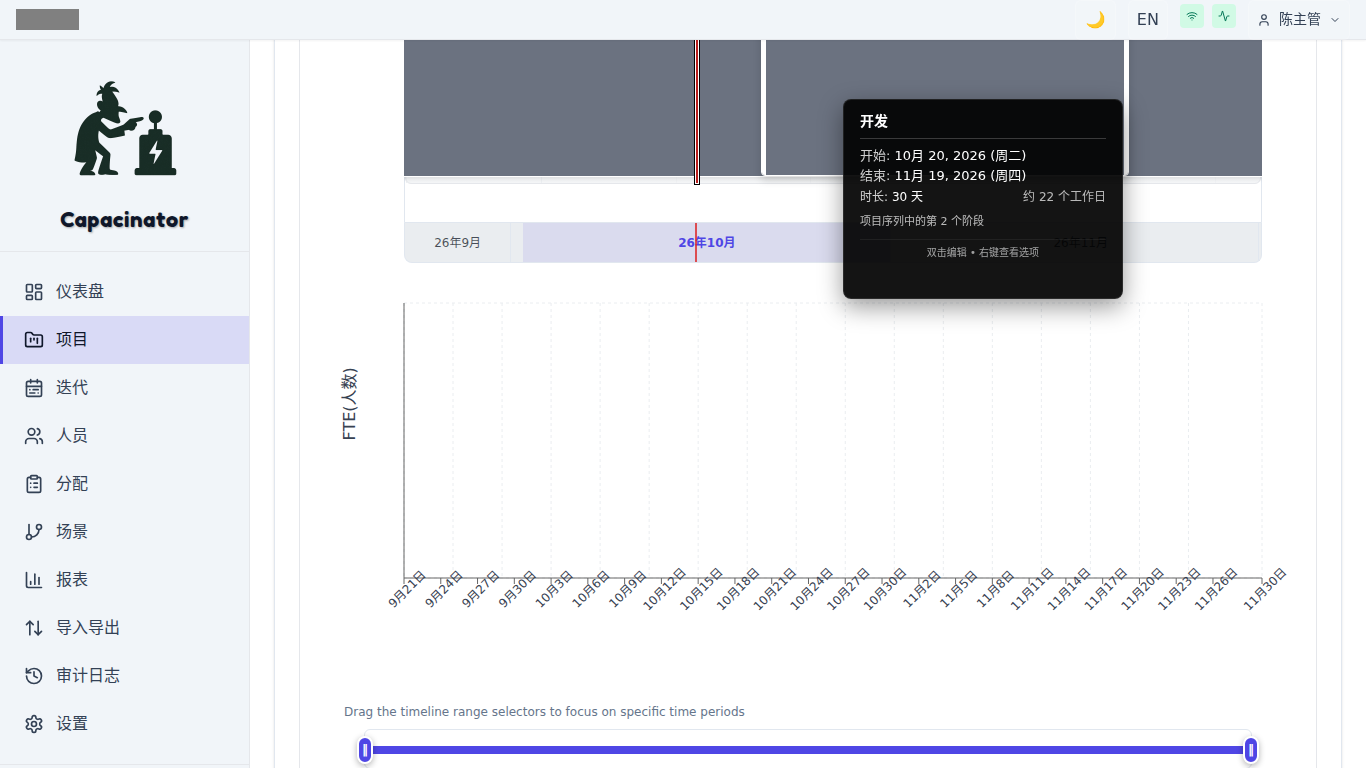 EN
陈主管
Capacinator
仪表盘
项目
迭代
人员
分配
场景
报表
导入导出
审计日志
设置
开发
开始: 10月 20, 2026 (周二)
结束: 11月 19, 2026 (周四)
时长: 30 天
约 22 个工作日
项目序列中的第 2 个阶段
双击编辑 • 右键查看选项
26年9月
26年10月
26年11月
FTE(人数)
9月21日
9月24日
9月27日
9月30日
10月3日
10月6日
10月9日
10月12日
10月15日
10月18日
10月21日
10月24日
10月27日
10月30日
11月2日
11月5日
11月8日
11月11日
11月14日
11月17日
11月20日
11月23日
11月26日
11月30日
Drag the timeline range selectors to focus on specific time periods